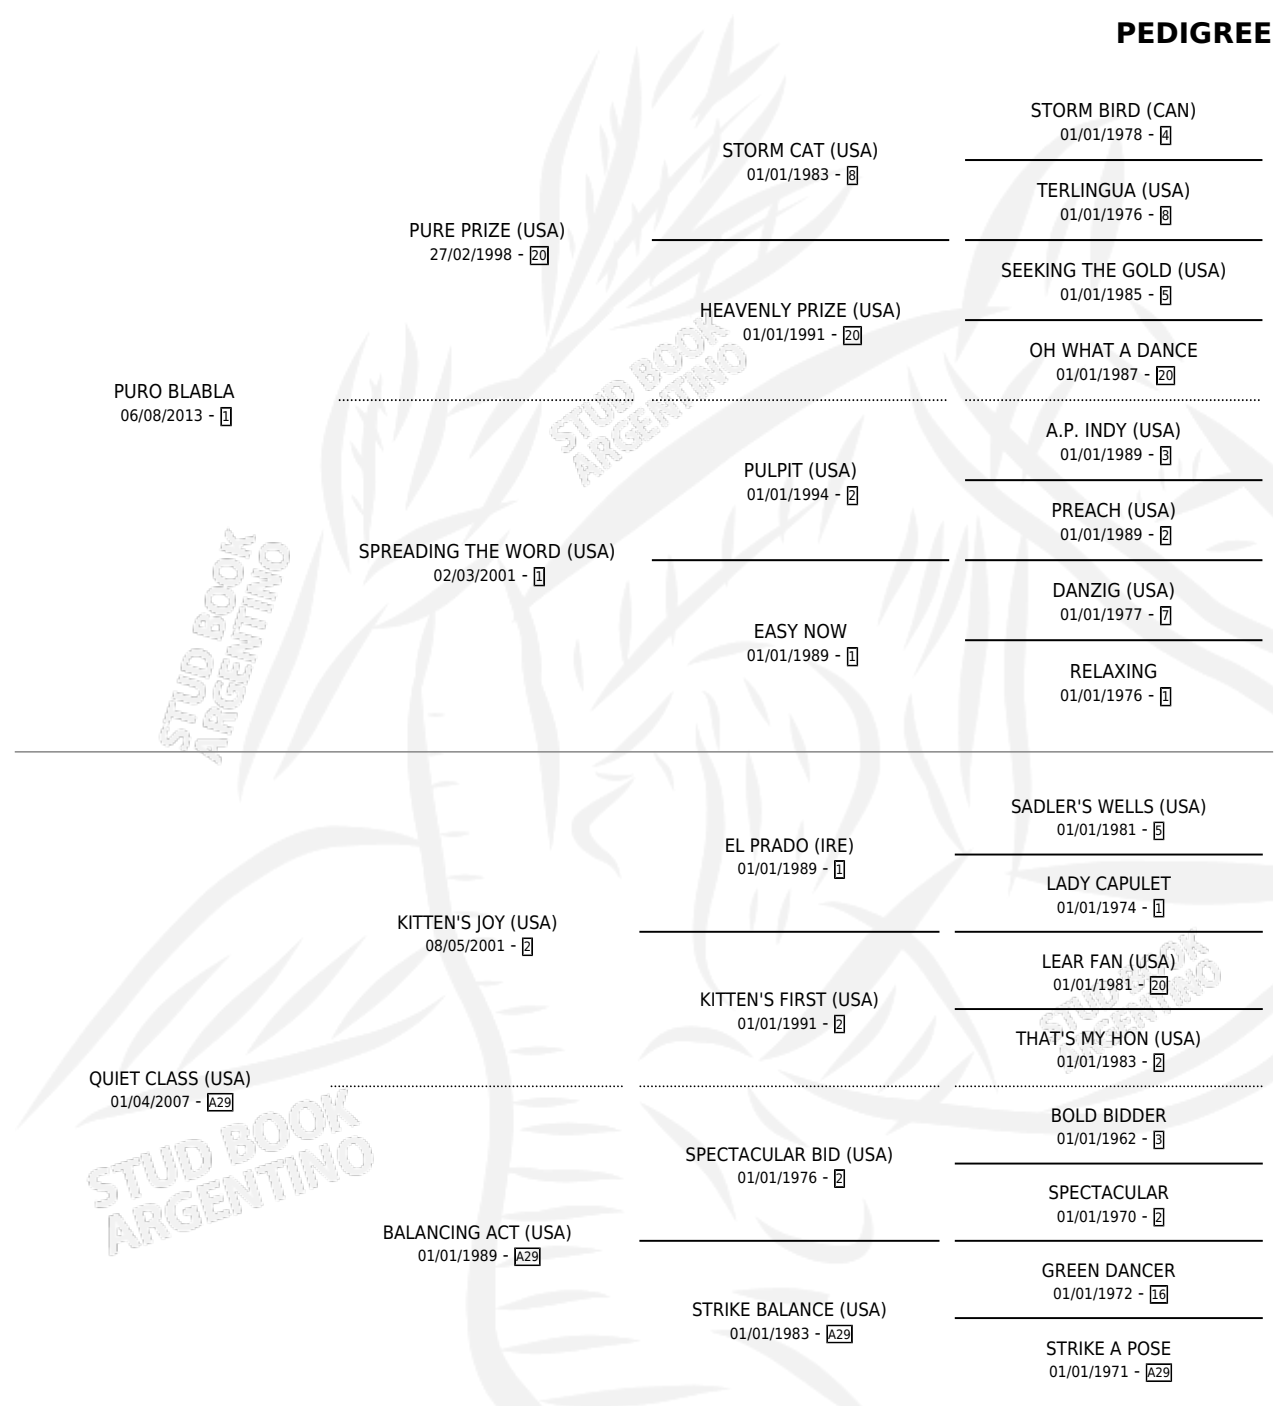 PEDIGREE
STORM BIRD (CAN)
01/01/1978 - 4
STORM CAT (USA)
01/01/1983 - 8
TERLINGUA (USA)
01/01/1976 - 8
PURE PRIZE (USA)
27/02/1998 - 20
SEEKING THE GOLD (USA)
01/01/1985 - 5
HEAVENLY PRIZE (USA)
01/01/1991 - 20
OH WHAT A DANCE
01/01/1987 - 20
PURO BLABLA
06/08/2013 - 1
A.P. INDY (USA)
01/01/1989 - 3
PULPIT (USA)
01/01/1994 - 2
PREACH (USA)
01/01/1989 - 2
SPREADING THE WORD (USA)
02/03/2001 - 1
DANZIG (USA)
01/01/1977 - 7
EASY NOW
01/01/1989 - 1
RELAXING
01/01/1976 - 1
STUD BOOK
ARGENTINO
STUD BOOK
ARGENTINO
SADLER'S WELLS (USA)
01/01/1981 - 5
EL PRADO (IRE)
01/01/1989 - 1
LADY CAPULET
01/01/1974 - 1
KITTEN'S JOY (USA)
08/05/2001 - 2
LEAR FAN (USA)
01/01/1981 - 20
KITTEN'S FIRST (USA)
01/01/1991 - 2
THAT'S MY HON (USA)
01/01/1983 - 2
QUIET CLASS (USA)
01/04/2007 - A29
BOLD BIDDER
01/01/1962 - 3
SPECTACULAR BID (USA)
01/01/1976 - 2
SPECTACULAR
01/01/1970 - 2
BALANCING ACT (USA)
01/01/1989 - A29
GREEN DANCER
01/01/1972 - 16
STRIKE BALANCE (USA)
01/01/1983 - A29
STRIKE A POSE
01/01/1971 - A29
STUD BOOK
ARGENTINO
STUD BOOK
ARGENTINO